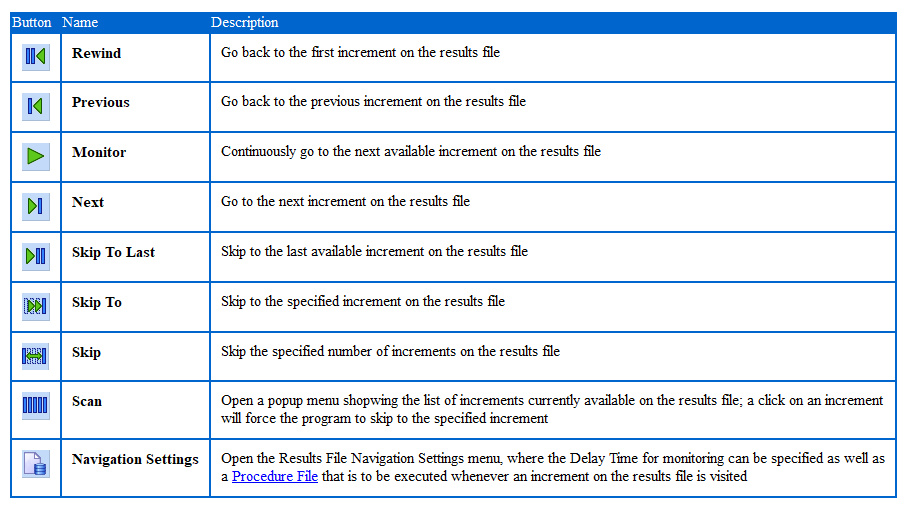 Button Name Description
Rewind Go back to the first increment on the results file
Previous Go back to the previous increment on the results file
Monitor Continuously go to the next available increment on the results file
Next Go to the next increment on the results file
Skip To Last Skip to the last available increment on the results file
Skip To Skip to the specified increment on the results file
Skip Skip the specified number of increments on the results file
Scan Open a popup menu shopwing the list of increments currently available on the results file; a click on an increment
will force the program to skip to the specified increment
Navigation Settings Open the Results File Navigation Settings menu, where the Delay Time for monitoring can be specified as well as
a Procedure File that is to be executed whenever an increment on the results file is visited